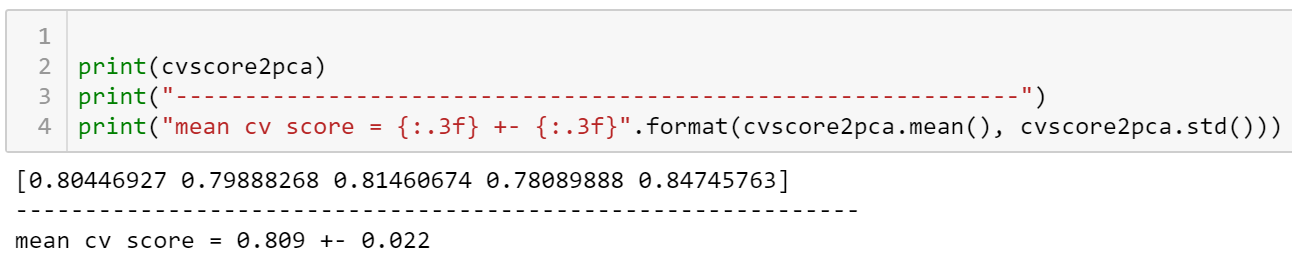 1
2 print(cvscore2pca)
3 print("-------------------------------------------------------------")
4 print("mean cv score = {:.3f} +- {:.3f}".format(cvscore2pca.mean(), cvscore2pca.std()))
[0.80446927 0.79888268 0.81460674 0.78089888 0.84745763]
-------------------------------------------------------------
mean cv score = 0.809 +- 0.022